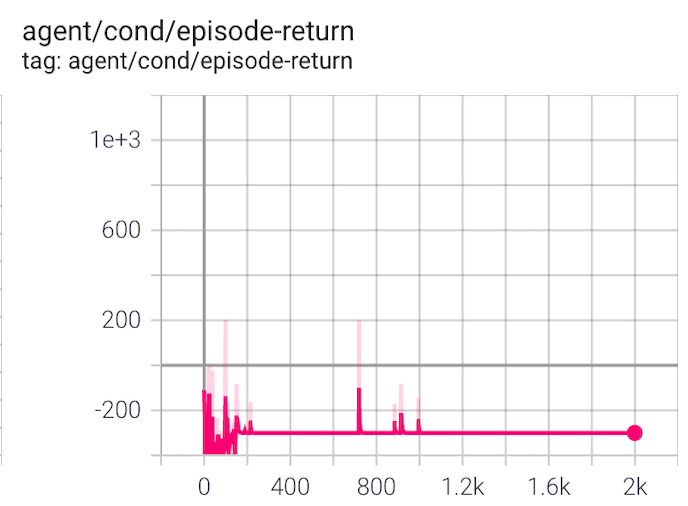 agent/cond/episode-return
tag: agent/cond/episode-return
1e+3
600
200
-200
0 400 800 1.2k 1.6k 2k